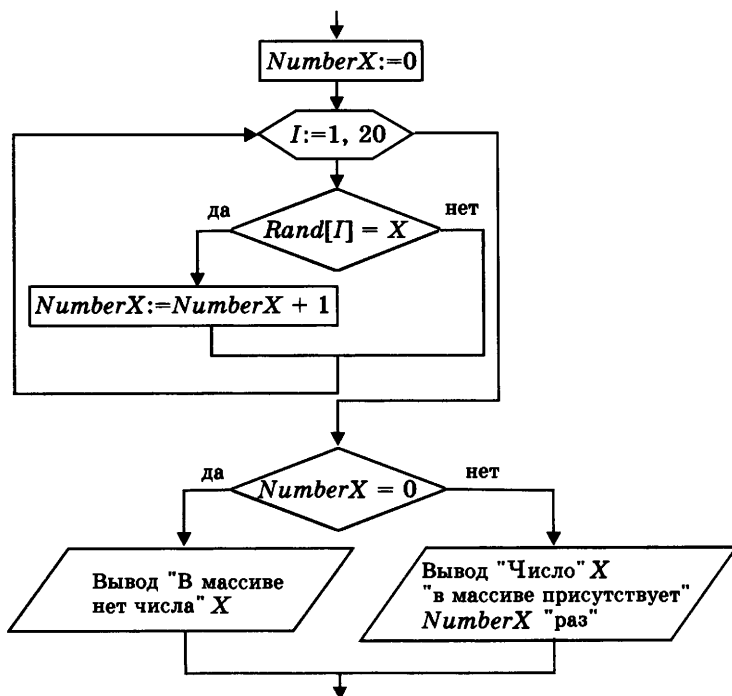 NumberX:=0
I:=1, 20
да
нет
Rand[I] = X
NumberX:=NumberX + 1
да
нет
NumberX = 0
Вывод "В массиве
нет числа" X
Вывод "Число" X
"в массиве присутствует"
NumberX "раз"